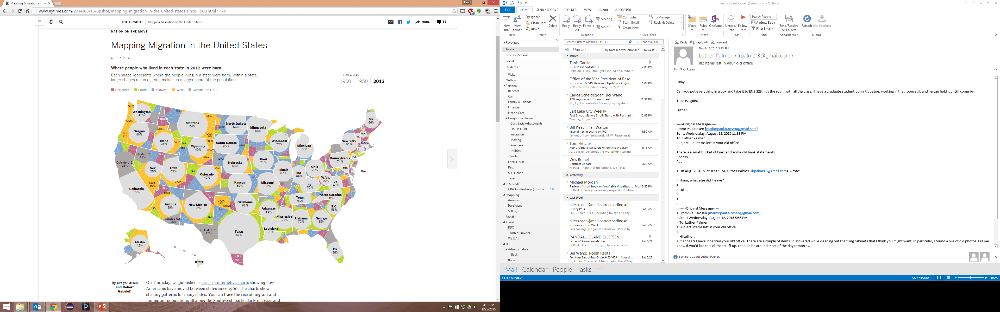 Mapping Migration in the
Paul
www.nytimes.com/2014/08/16/upshot/mapping-migration-in-the-united-states-since-1900.html?_r=0
THE UPSHOT | Mapping Migration in the United States
MORE
51
NATION ON THE MOVE
Mapping Migration in the United States
AUG. 15, 2014
Where people who lived in each state in 2012 were born
Each shape represents where the people living in a state were born. Within a state,
larger shapes mean a group makes up a larger share of the population.
SELECT A YEAR
1900 | 1950 | 2012
Northeast South Midwest West Outside the U.S.*
CALIF.
Washington
47%
WASH.
Oregon
46%
CALIF.
14%
OTHER
N.D.
WASH.
Idaho
47%
CALIF.
Montana
54%
WASH.
CALIF.
6%
TEX.
NEB.
Wyoming
40%
COLO.
MONT.
UTAH
MINN.
North Dakota
66%
South Dakota
65%
MINN.
Minnesota
68%
Wisconsin
72%
Michigan
77%
Me.
66%
N.H.
VT.
MASS.
New York
63%
Pennsylvania
74%
N.J.
MD.
D.C.
Outside U.S.
28%
California
55%
Outside U.S.
21%
Nev.
25%
Calif.
19%
N.Y.
Utah
62%
CALIF.
TEX.
Colorado
42%
CALIF.
IOWA
Nebraska
64%
Iowa
71%
Illinois
67%
Ind.
69%
Ohio
75%
W.Va.
70%
Va.
49%
Kansas
59%
MO.
Missouri
67%
Ky.
70%
Tenn.
61%
North Carolina
58%
S.C.
58%
N.Y.
CALIF.
ILL.
Arizona
38%
TEX.
Outside U.S.
15%
N.Y.
New Mexico
53%
TEX.
CALIF.
3%
OTHER
ILL.
Oklahoma
61%
Arkansas
61%
Mississippi
72%
Alabama
70%
Georgia
55%
Outside U.S.
17%
Texas
61%
N.Y.
OTHER
Louisiana
79%
Fla.
36%
Alaska
42%
HAWAII
By Gregor Aisch
and Robert
Gebeloff
On Thursday, we published a series of interactive charts showing how
Americans have moved between states since 1900. The charts show
striking patterns for many states: You can trace the rise of migrant and
immigrant populations all along the Southwest, particularly in Texas and
4:21 PM
8/25/2015
Inbox - paul.a.rosen@gmail.com - Outlook
FILE HOME SEND / RECEIVE FOLDER VIEW iCloud ADOBE PDF
New
Email
New
Items
New
Ignore
Clean Up
Junk
Delete
Delete
Reply
Reply
All
Forward
Meeting
More
Respond
Computer
Team Email
Create New
To Manager
Reply & Delete
Quick Steps
Move
Rules
OneNote
Move
Unread/
Read
Follow
Up
Tags
Search People
Address Book
Filter Email
Find
Send/Receive
All Folders
Send/Receive
Refresh
Notifications
iCloud
Favorites
Inbox
Business School
Social
Students
Visits
Outbox
Personal
Benefits
Car
Family & Friends
Financial
Health Care
Langhorne House
Cost Basis Adjustments
House Hunt
Insurance
Moving
Purchase
Utilities
Visits
LifeInsTrust
Pets
SLC House
Taxes
RSS Feeds
CRA Job Postings (This co... 10
Shopping
Amazon
Purchases
Selling
Social
Travel
PDX
Trusted Traveler
VIS 2015
USF
Administrative
Slack
Book
Search Current Mailbox (Ctrl+E)
Current Mailbox
All Unread
By Date (Conversations) Newest
Today
Tanis Garcia
STORM list and status 2:00 PM
Hello All, Okay, I thought I should do a 'Where
Office of the Vice President of Rese...
[vpr-research] VPR Research Updates - August... 1:08 PM
VPR Research Updates - August 25, 2015
Carlos Scheidegger; Bei Wang
REU supplement for our grant 12:57 PM
No, I got an out-of-office reply saying she'd
Salt Lake City Weekly
Fast 5: Aug. Gallery Stroll, Stand with Planned... 12:45 PM
Tuesday, August 25
Bill Keach; Ian Walton
[msmg] next meeting on 9/2 11:50 AM
I'm out of town next week, M-W. Please meet
Tom Fletcher
NSF Graduate Research Fellowship Program 11:13 AM
Just a reminder about this workshop, starting
Wes Bethel
Contract update 10:20 AM
Hi Paul, Thanks for the update. We'll stay
Yesterday
Michael Morgan
Review of short book on Verifiable Visualizati... Mon 8:53 PM
Hi Paul, How is your review progressing? Mike
Last Week
niles.rosen@mail.correctcodingsolu...
Disney Pass Sat 8/22
Paul - I paid 739.11 including tax for a 10 day
niles.rosen@mail.correctcodingsolu...
Insurance - This Week Sat 8/22
I am coming up against a deadline. Please by
RANDALL LELAND ELLEFSEN
Letter of Recommendation Sat 8/22
Hi Paul, I'm not sure if you have completed
Bei Wang; Robin Repta
Fw: Your SmugMug Order # 5346891 - Your di... Sat 8/22
hi, Robin, Thanks a lot for ordering them! They
Reply Reply All Forward
Thu 8/13/2015 5:15 PM
Luther Palmer <lrpalmer3@gmail.com>
RE: Items left in your old office
To 'Paul Rosen'
Okay,
Can you put everything in a box and take it to ENB 223. It's the room with all the glass. I have a graduate student, John Rippetoe, working in that room still, and he can hold it until I come by.
Thanks again,
Luther
-----Original Message-----
From: Paul Rosen [mailto:paul.a.rosen@gmail.com]
Sent: Wednesday, August 12, 2015 11:39 PM
To: Luther Palmer
Subject: Re: Items left in your old office
There is a small bucket of knex and some old bank statements.
Cheers,
Paul
> On Aug 12, 2015, at 10:37 PM, Luther Palmer <lrpalmer3@gmail.com> wrote:
>
> Hmm, what else did I leave?
>
> Luther
>
>
>
> -----Original Message-----
> From: Paul Rosen [mailto:paul.a.rosen@gmail.com]
> Sent: Wednesday, August 12, 2015 5:56 PM
> To: Luther Palmer
> Subject: Items left in your old office
>
> Hi Luther,
> It appears I have inherited your old office. There are a couple of items I discovered while cleaning out the filing cabinets that I think you might want. In particular, I found a pile of old photos. Let me
know if you'd like to pick that stuff up. I should be around most of the day tomorrow.
See more about Luther Palmer.
Mail Calendar People Tasks ···
FILTER APPLIED
CONNECTED
100%